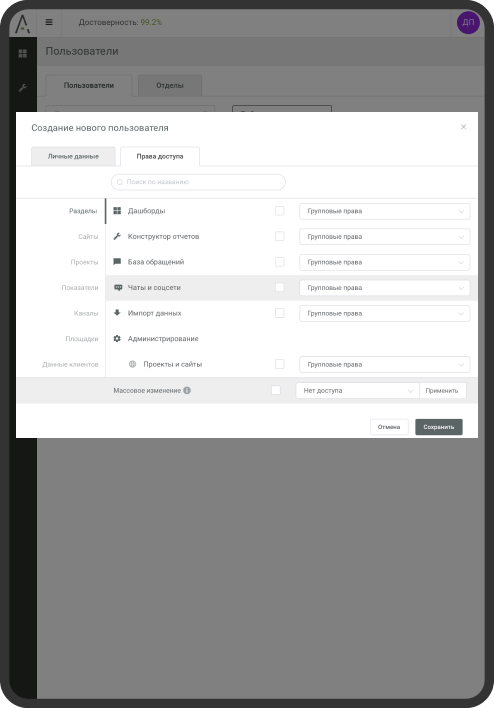 Достоверность: 99.2%
ДП
Пользователи
Пользователи
Отделы
Создание нового пользователя
Личные данные
Права доступа
Поиск по названию
Разделы
Дашборды
Групповые права
Сайты
Конструктор отчетов
Групповые права
Проекты
База обращений
Групповые права
Показатели
Чаты и соцсети
Групповые права
Каналы
Импорт данных
Групповые права
Площадки
Администрирование
Данные клиентов
Проекты и сайты
Групповые права
Массовое изменение
Нет доступа
Применить
Отмена
Сохранить